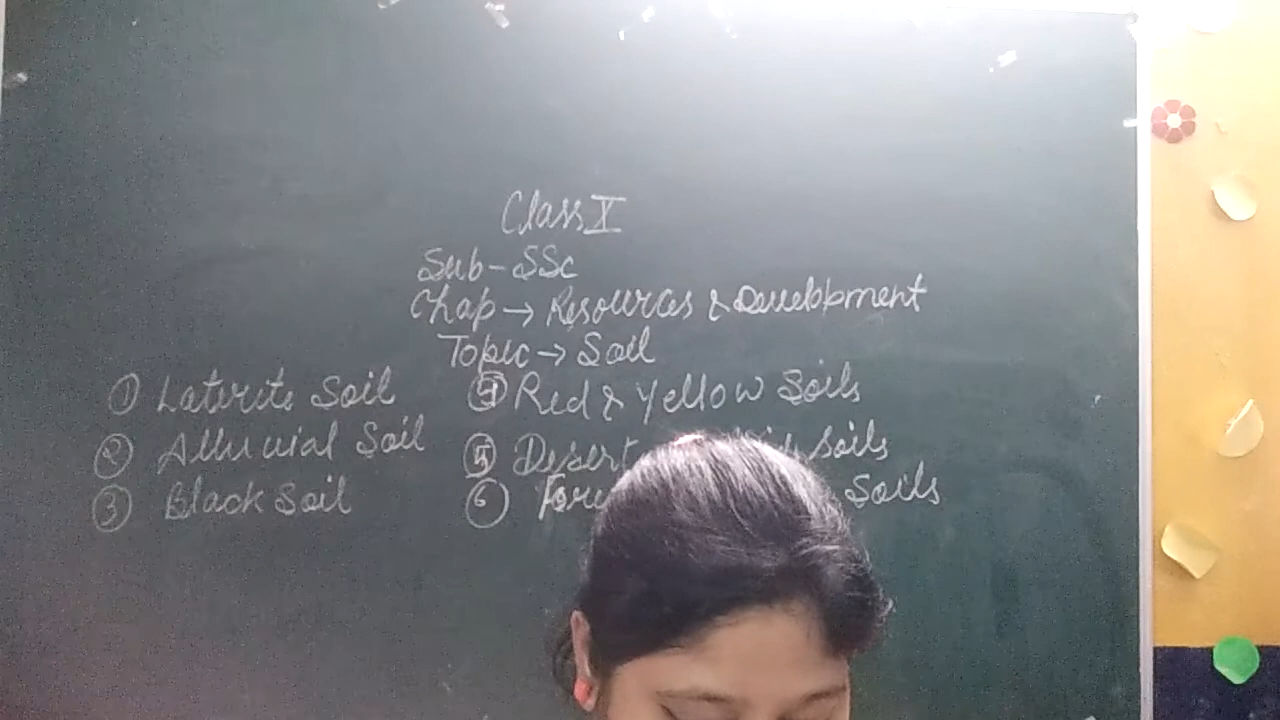 Class X
Sub - SSc
Chap → Resources & Development
Topic → Soil
① Laterite Soil
② Alluvial Soil
③ Black Soil
④ Red & Yellow Soils
⑤ Desert Soils
⑥ Soils